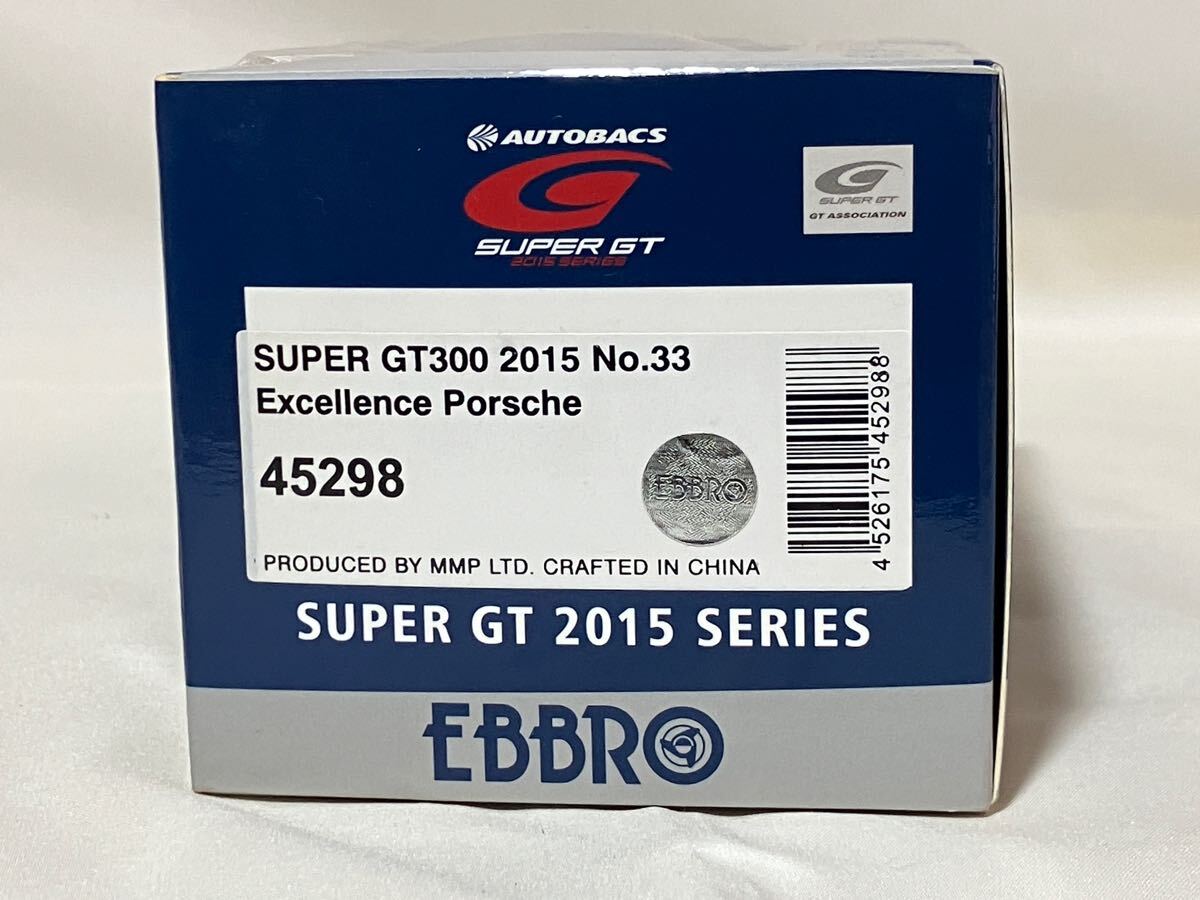 AUTOBACS
SUPER GT
2015 SERIES
SUPER GT
GT ASSOCIATION
SUPER GT300 2015 No.33
Excellence Porsche
45298
EBBRO
4 526175 452988
PRODUCED BY MMP LTD. CRAFTED IN CHINA
SUPER GT 2015 SERIES
EBBRO